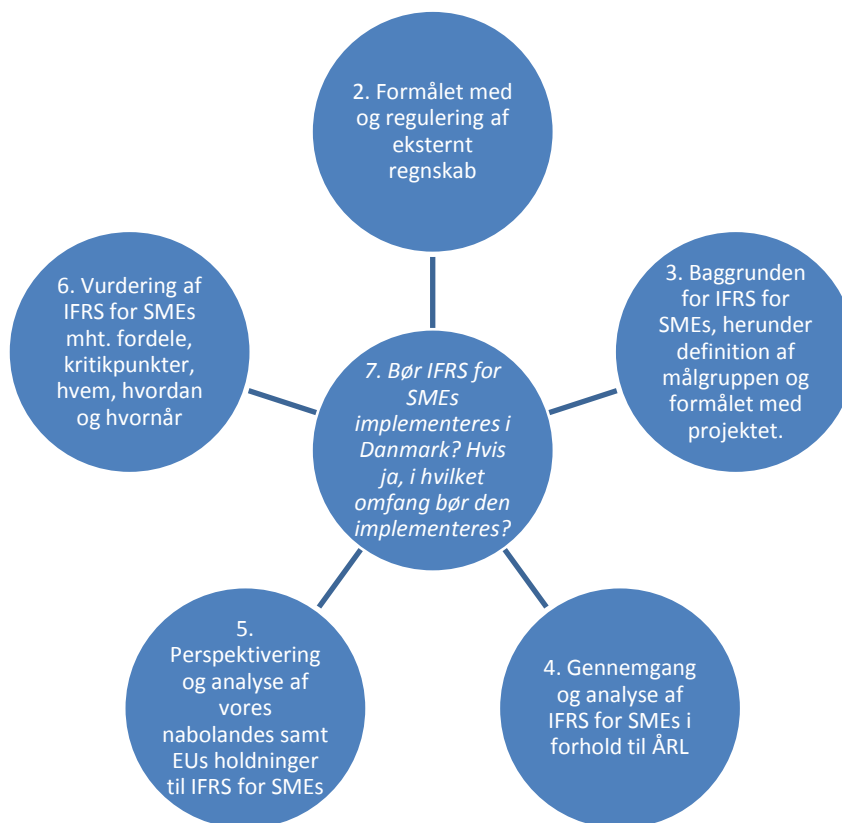 2. Formålet med
og regulering af
eksternt
regnskab
3. Baggrunden
for IFRS for
SMEs, herunder
definition af
målgruppen og
formålet med
projektet.
4. Gennemgang
og analyse af
IFRS for SMEs i
forhold til ÅRL
5.
Perspektivering
og analyse af
vores
nabolandes samt
EUs holdninger
til IFRS for SMEs
6. Vurdering af
IFRS for SMEs
mht. fordele,
kritikpunkter,
hvem, hvordan
og hvornår
7. Bør IFRS for
SMEs
implementeres i
Danmark? Hvis
ja, i hvilket
omfang bør den
implementeres?